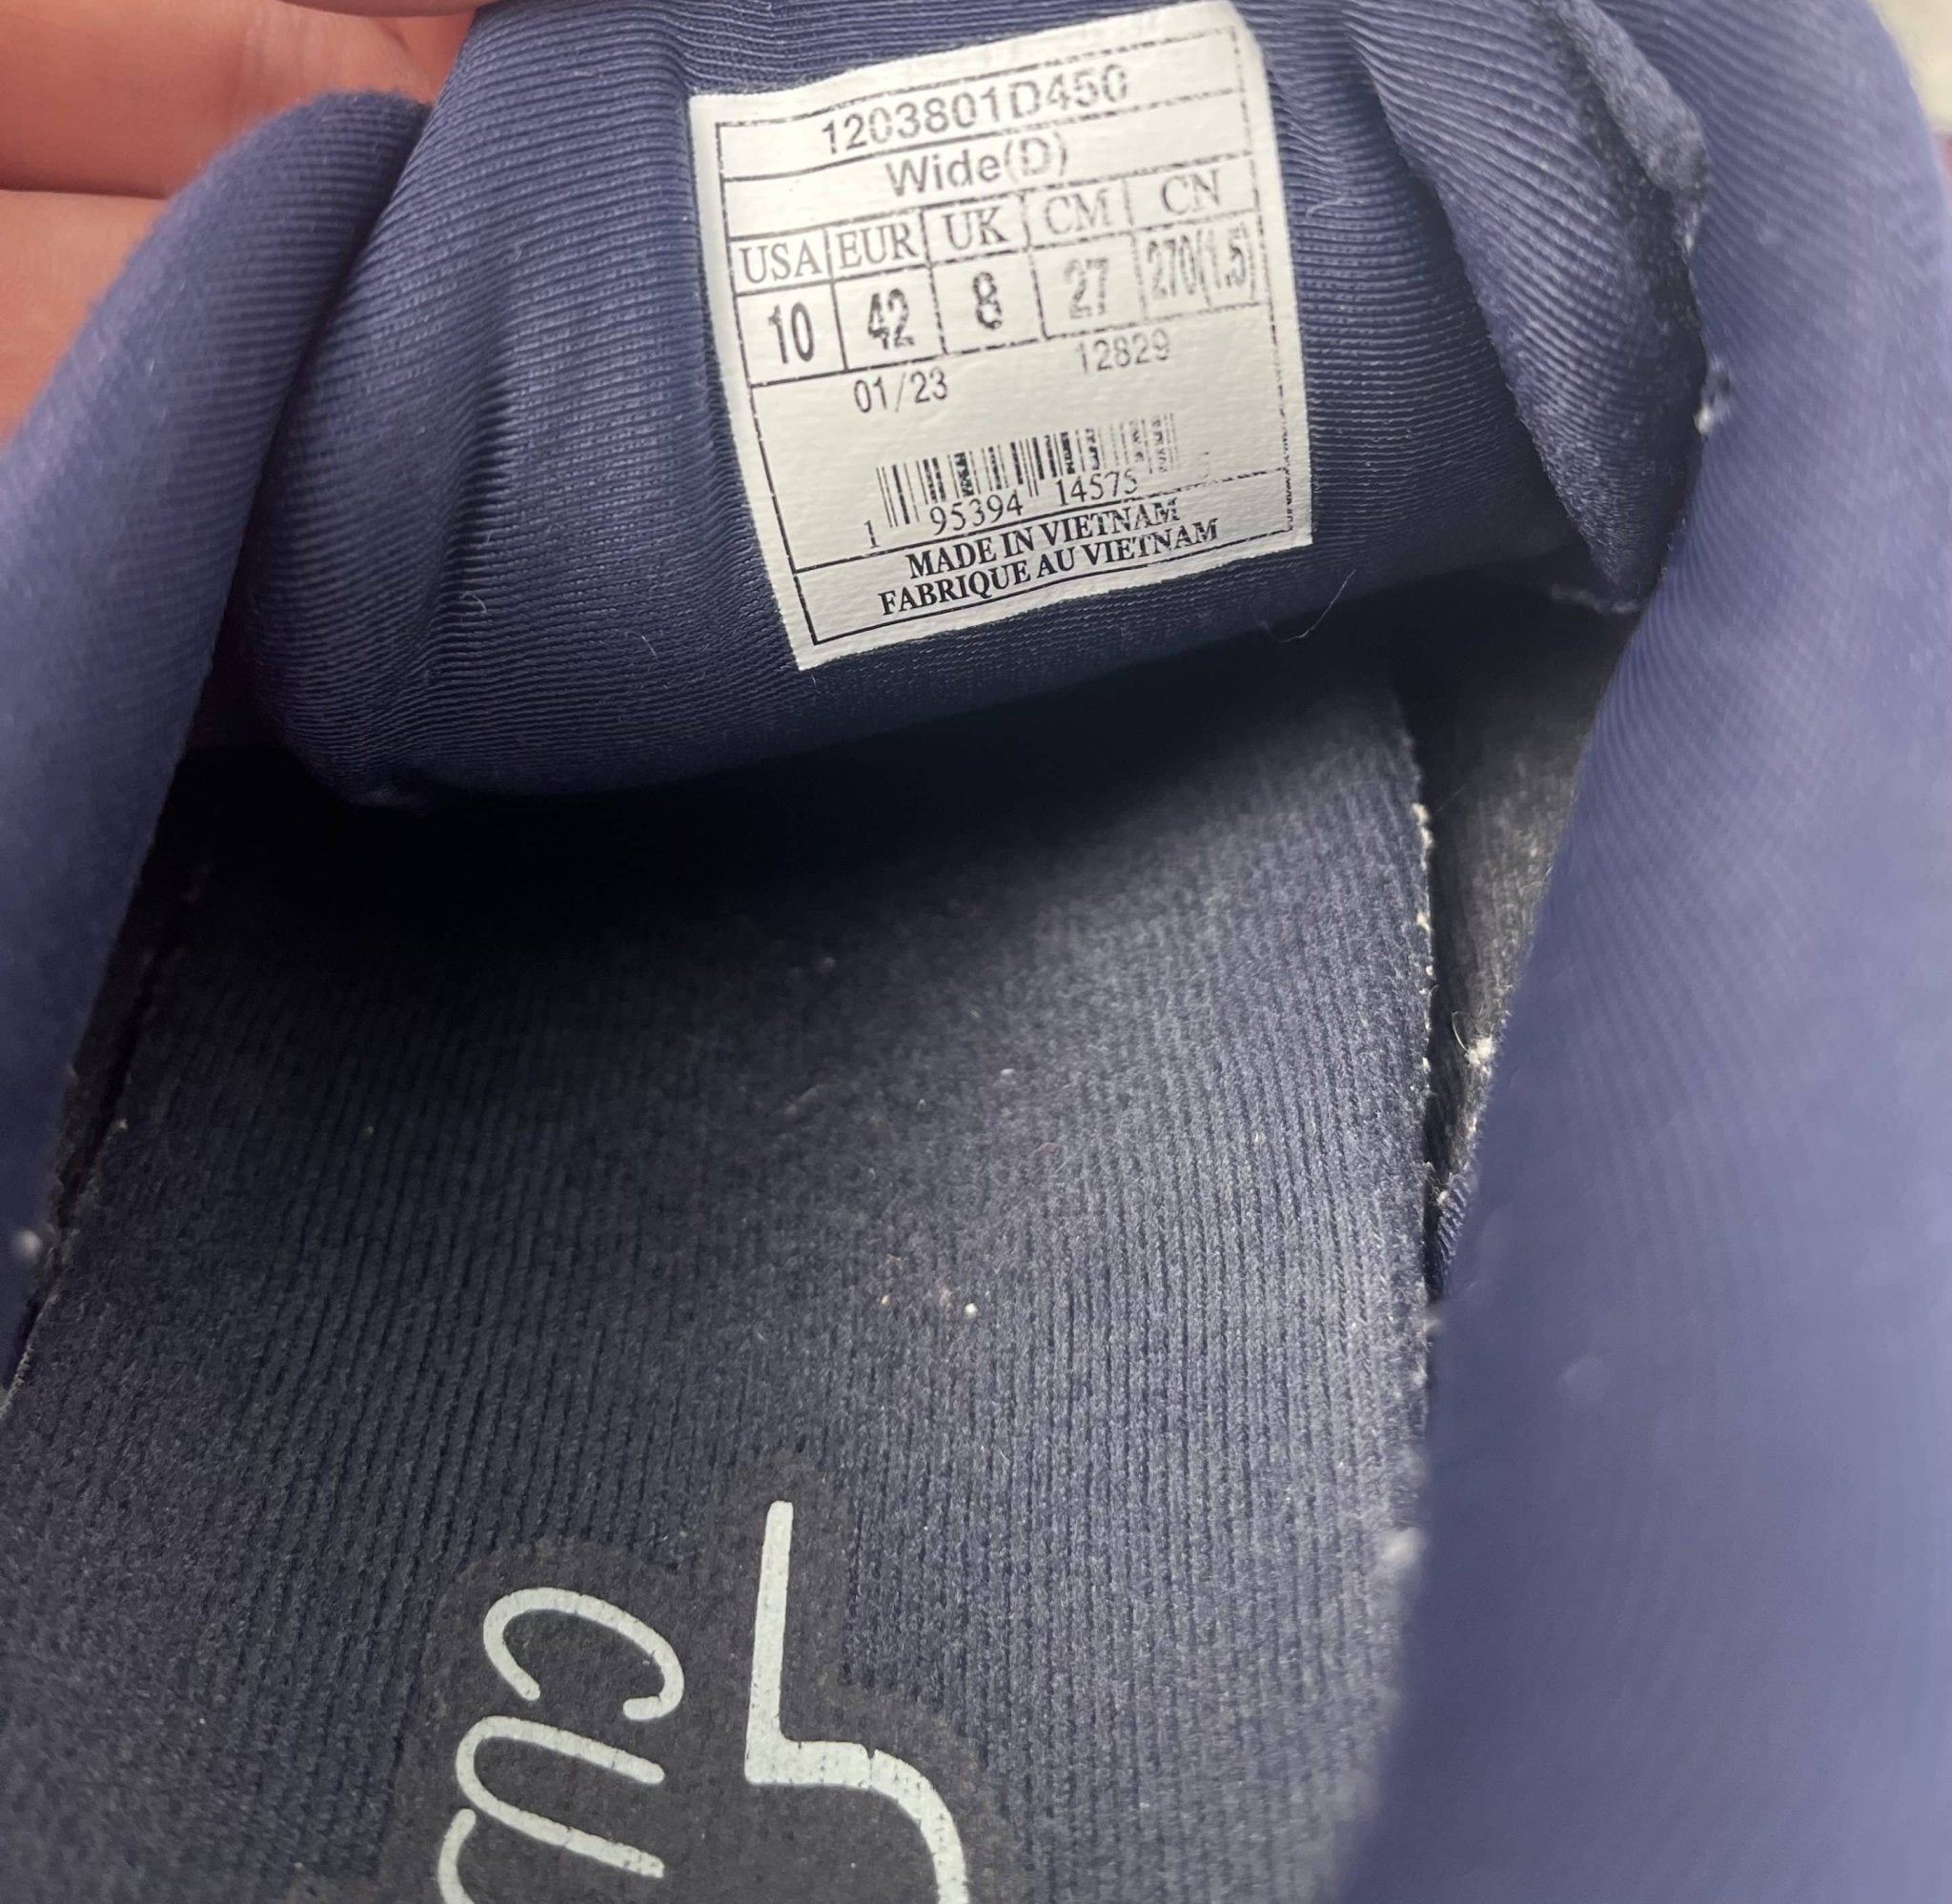 1203801D450
Wide(D)
USA EUR UK CM CN
10 42 8 27 270(1.5)
01/23 12829
1 95394 14575
MADE IN VIETNAM
FABRIQUE AU VIETNAM